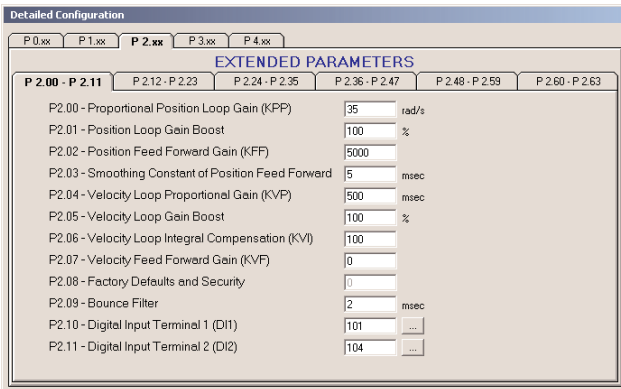 Detailed Configuration
P 0.xx P 1.xx P 2.xx P 3.xx P 4.xx
EXTENDED PARAMETERS
P 2.00 - P 2.11 P 2.12 - P 2.23 P 2.24 - P 2.35 P 2.36 - P 2.47 P 2.48 - P 2.59 P 2.60 - P 2.63
P2.00 - Proportional Position Loop Gain (KPP) 35 rad/s
P2.01 - Position Loop Gain Boost 100 %
P2.02 - Position Feed Forward Gain (KFF) 5000
P2.03 - Smoothing Constant of Position Feed Forward 5 msec
P2.04 - Velocity Loop Proportional Gain (KVP) 500 msec
P2.05 - Velocity Loop Gain Boost 100 %
P2.06 - Velocity Loop Integral Compensation (KVI) 100
P2.07 - Velocity Feed Forward Gain (KVF) 0
P2.08 - Factory Defaults and Security 0
P2.09 - Bounce Filter 2 msec
P2.10 - Digital Input Terminal 1 (DI1) 101 ...
P2.11 - Digital Input Terminal 2 (DI2) 104 ...